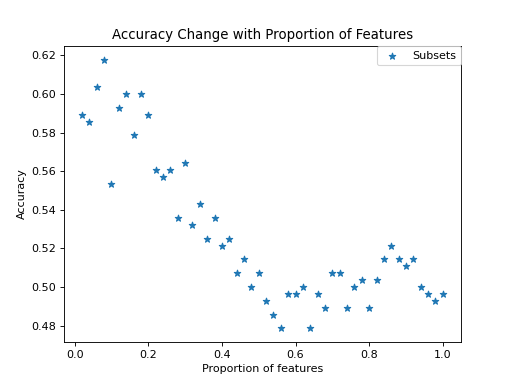 Accuracy Change with Proportion of Features
Subsets
0.62
0.60
0.58
0.56
0.54
0.52
0.50
0.48
Accuracy
0.0 0.2 0.4 0.6 0.8 1.0
Proportion of features